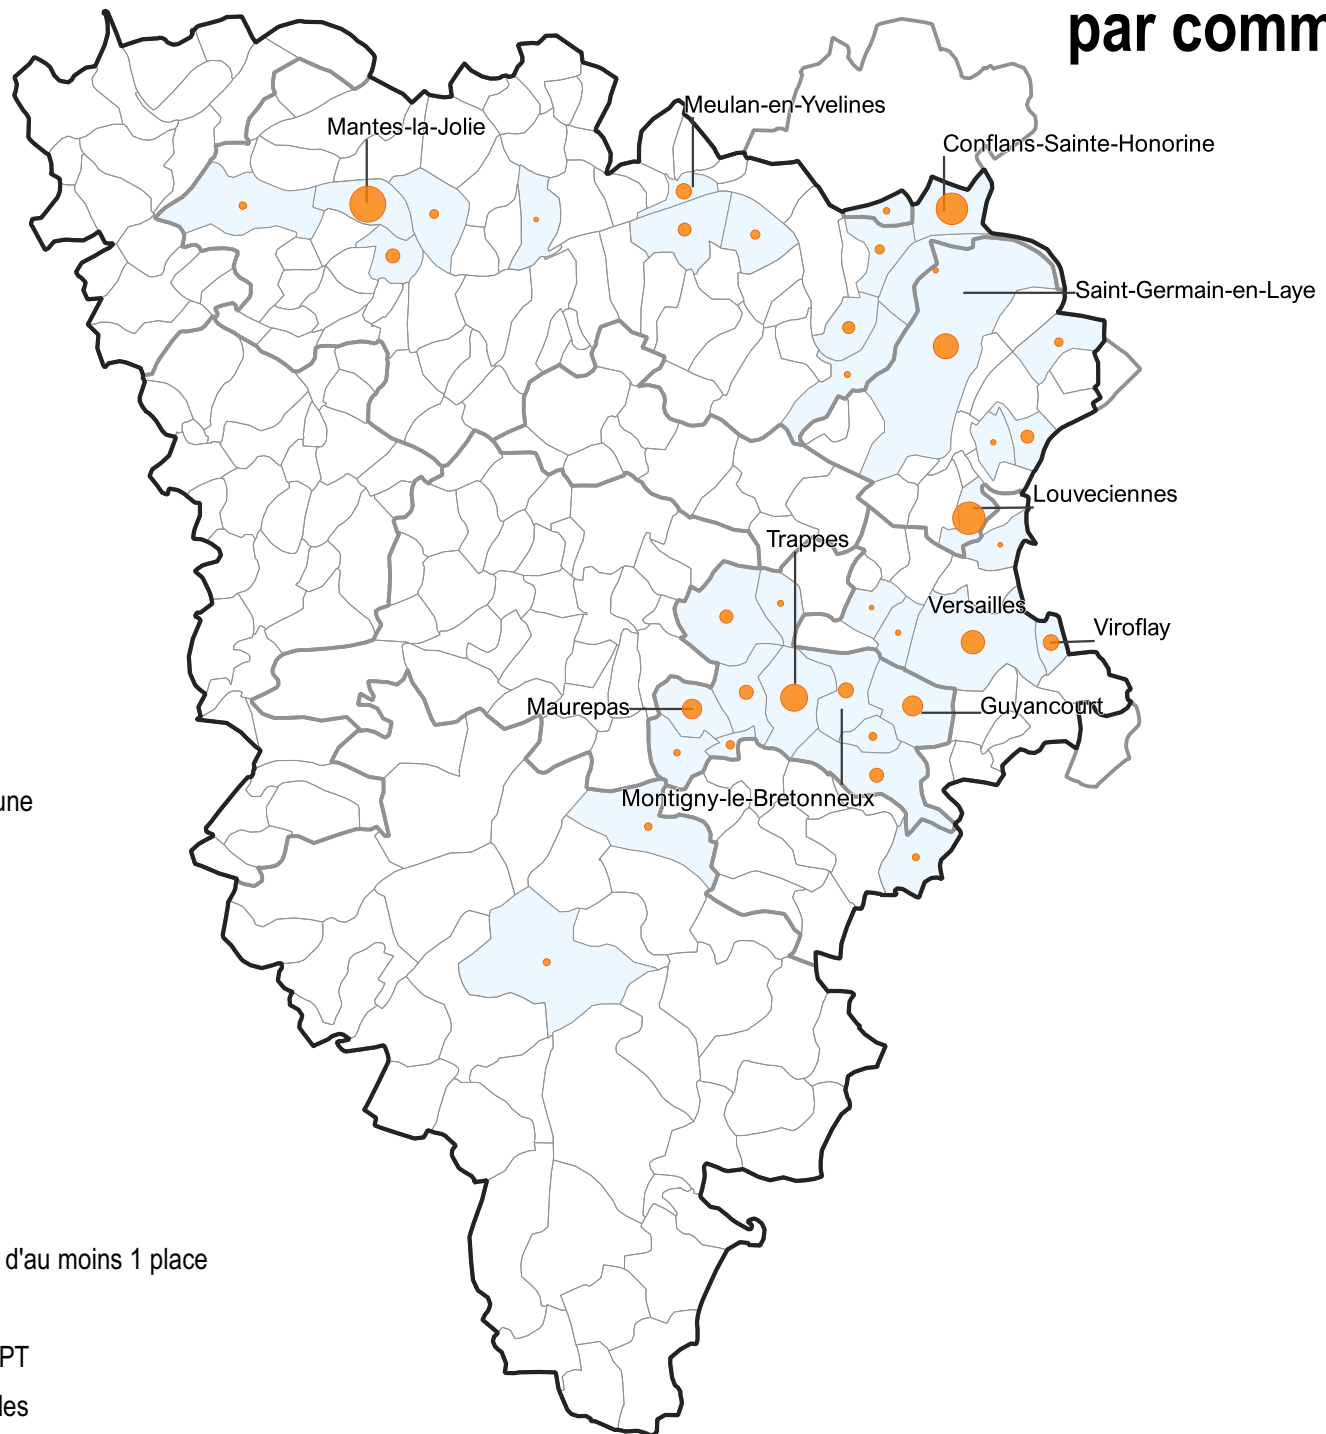 par comm
Meulan-en-Yvelines
Mantes-la-Jolie
Conflans-Sainte-Honorine
Saint-Germain-en-Laye
Louveciennes
Trappes
Versailles
Viroflay
Maurepas
Guyancourt
Montigny-le-Bretonneux
une
d'au moins 1 place
PT
les